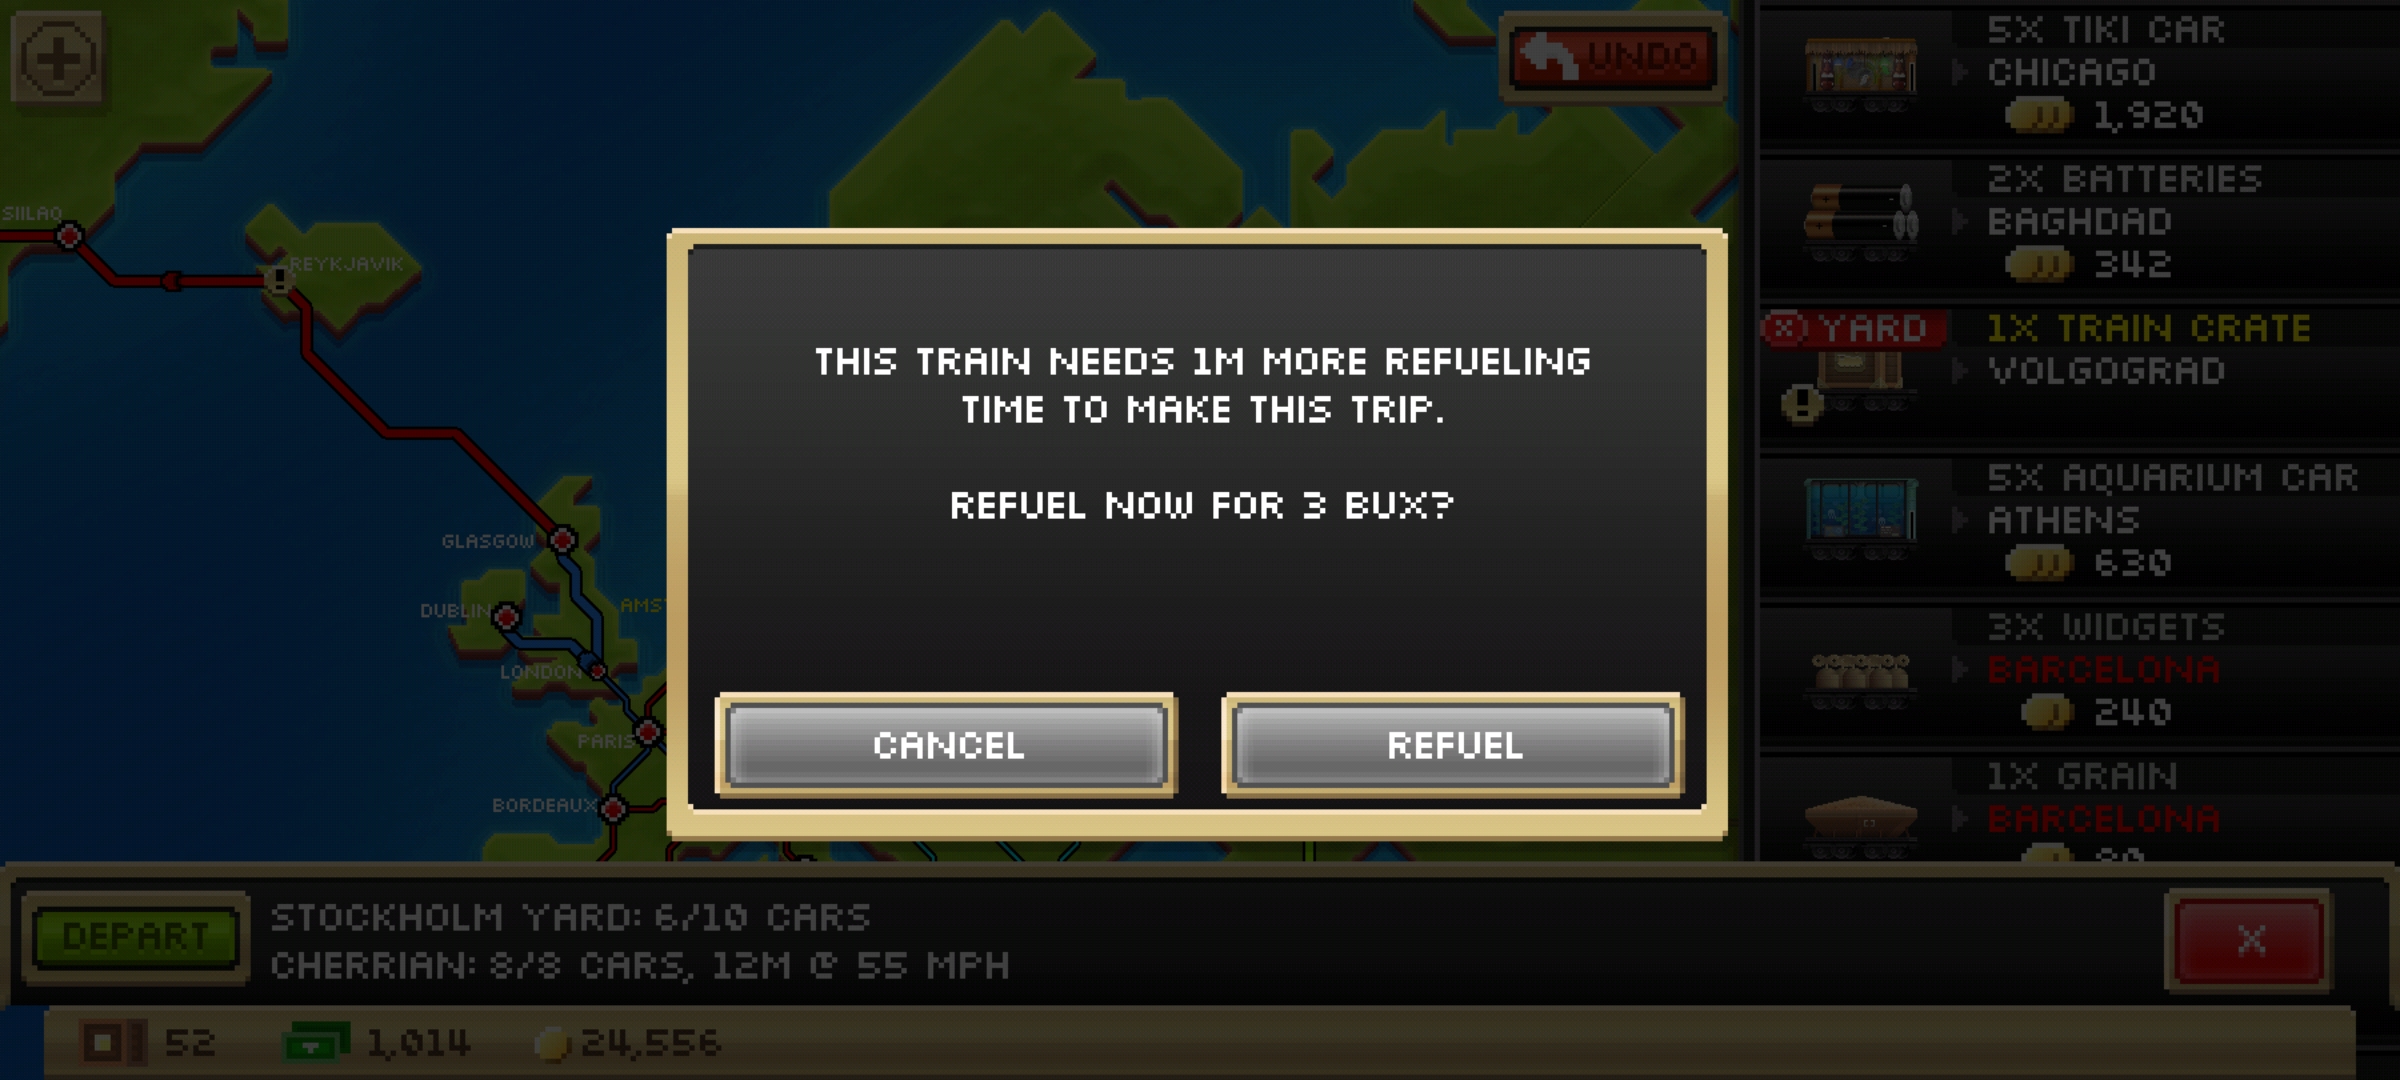 UNDO
SIILAQ
REYKJAVIK
GLASGOW
DUBLIN
LONDON
PARIS
BORDEAUX
THIS TRAIN NEEDS 1M MORE REFUELING
TIME TO MAKE THIS TRIP.
REFUEL NOW FOR 3 BUX?
CANCEL
REFUEL
5X TIKI CAR
CHICAGO
1,920
2X BATTERIES
BAGHDAD
342
YARD
1X TRAIN CRATE
VOLGOGRAD
5X AQUARIUM CAR
ATHENS
630
3X WIDGETS
BARCELONA
240
1X GRAIN
BARCELONA
DEPART
STOCKHOLM YARD: 6/10 CARS
CHERRIAN: 8/8 CARS, 12M @ 55 MPH
X
52
1,014
24,556